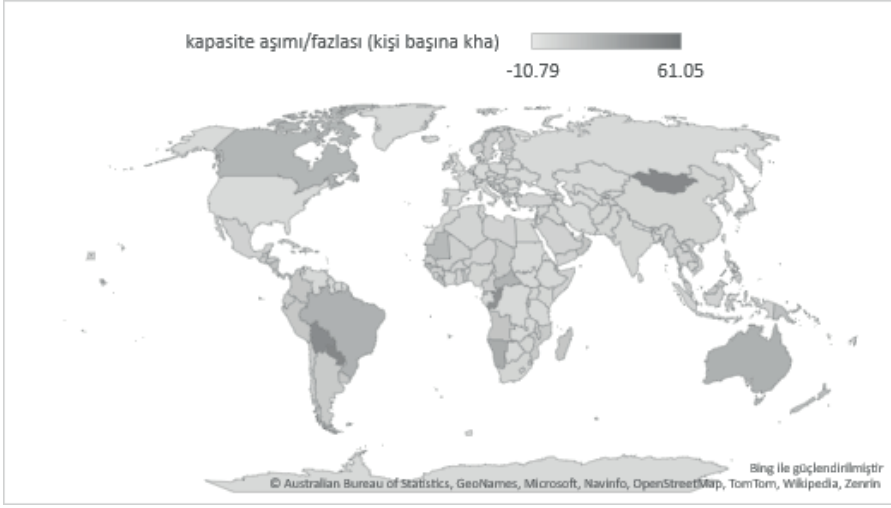 kapasite aşımı/fazlası (kişi başına kha)
-10.79 61.05
Bing ile güçlendirilmiştir
© Australian Bureau of Statistics, GeoNames, Microsoft, Navinfo, OpenStreetMap, TomTom, Wikipedia, Zenrin